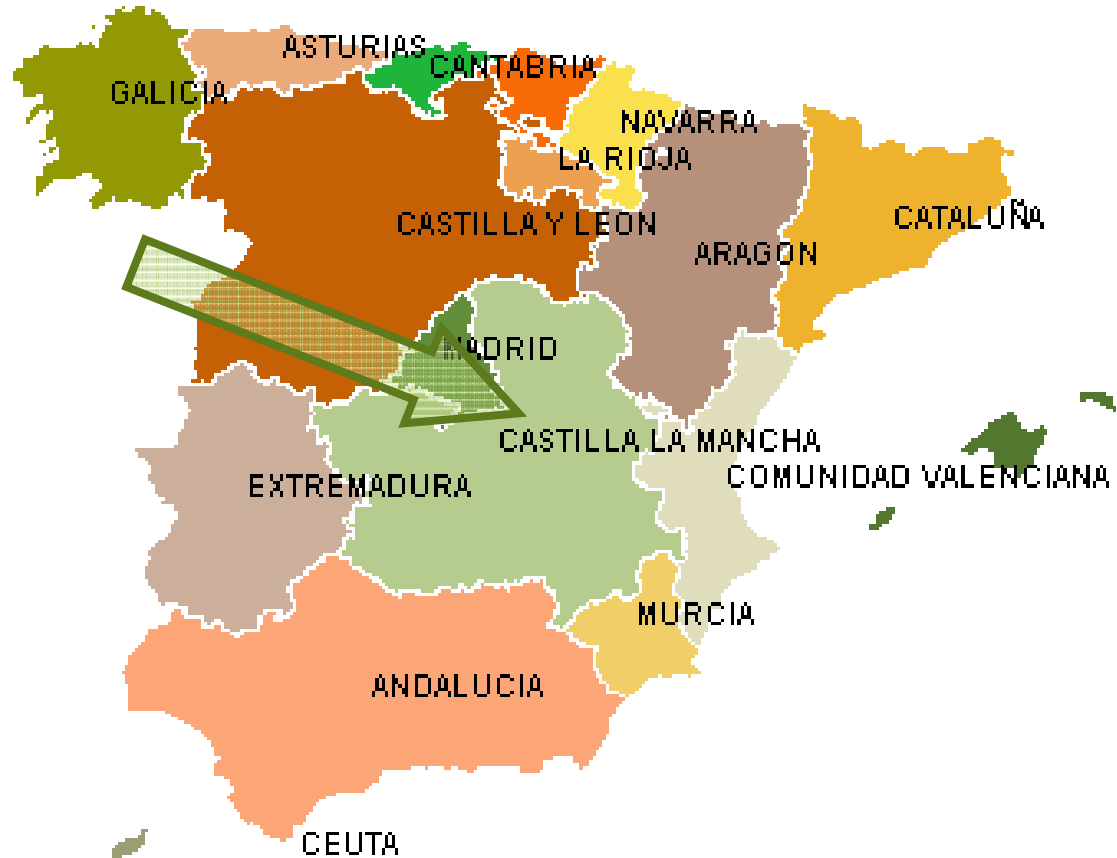 ASTURIAS
CANTABRIA
GALICIA
NAVARRA
LA RIOJA
CASTILLA Y LEON
CATALUÑA
ARAGON
MADRID
CASTILLA LA MANCHA
COMUNIDAD VALENCIANA
EXTREMADURA
MURCIA
ANDALUCIA
CEUTA